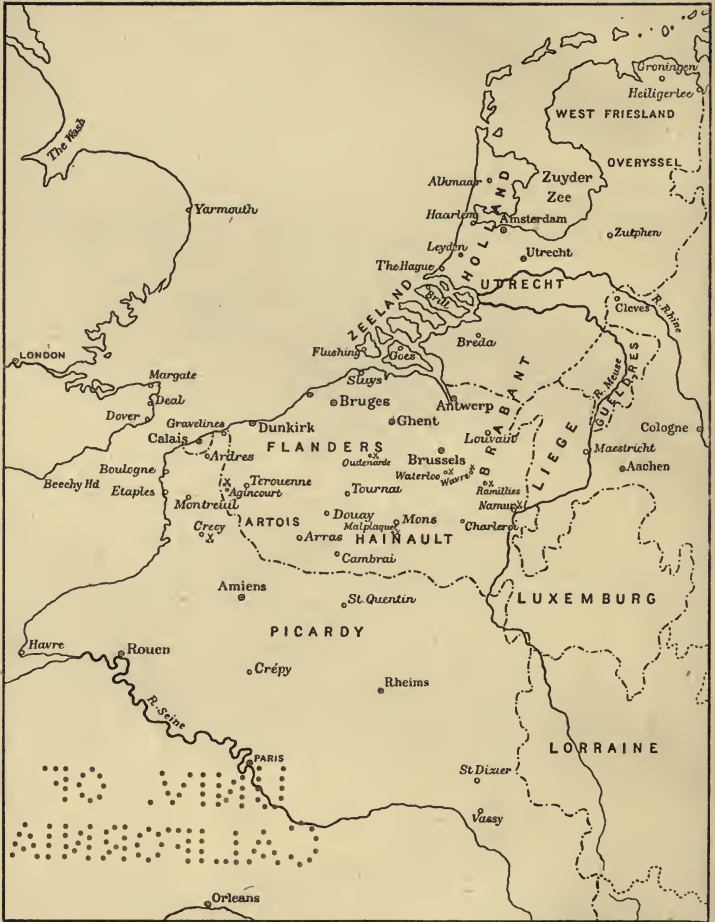 Groningen
Heiligerlee
WEST FRIESLAND
The Wash
OVERYSSEL
Alkmaar
Zuyder
Zee
Yarmouth
Haarlem
Amsterdam
HOLLAND
Zutphen
Leyden
Utrecht
The Hague
UTRECHT
Brill
Cleves
R. Rhine
ZEELAND
Breda
LONDON
Flushing
Goes
R. Meuse
GUELDRES
Sluys
Margate
Deal
Bruges
Antwerp
BRABANT
Dover
Gravelines
Dunkirk
Ghent
Cologne
Calais
FLANDERS
Louvain
LIEGE
Maestricht
Ardres
Oudenarde
Brussels
Aachen
Boulogne
Waterloo
Wavre
Beechy Hd
Terouenne
Etaples
Agincourt
Tournai
Ramillies
Montreuil
Namur
Douay
ARTOIS
Malplaquet
Mons
Charleroi
Crecy
Arras
HAINAULT
Cambrai
Amiens
St. Quentin
LUXEMBURG
PICARDY
Havre
Rouen
Crépy
Rheims
R. Seine
LORRAINE
PARIS
St Dizier
UNIV. OF
Vassy
CALIFORNIA
Orleans